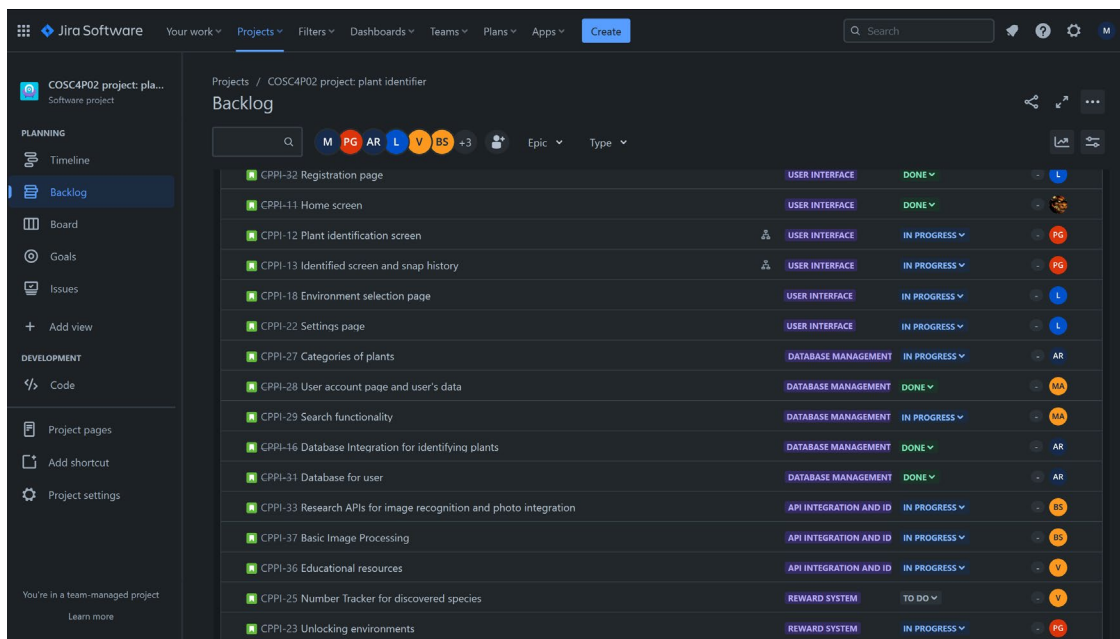 Jira Software Your work Projects Filters Dashboards Teams Plans Apps Create Search M
COSC4P02 project: pla...
Software project
PLANNING
Timeline
Backlog
Board
Goals
Issues
+ Add view
DEVELOPMENT
</> Code
Project pages
Add shortcut
Project settings
You're in a team-managed project
Learn more
Projects / COSC4P02 project: plant identifier
Backlog
M PG AR L V BS +3 Epic Type
CPPI-32 Registration page USER INTERFACE DONE - L
CPPI-11 Home screen USER INTERFACE DONE -
CPPI-12 Plant identification screen USER INTERFACE IN PROGRESS - PG
CPPI-13 Identified screen and snap history USER INTERFACE IN PROGRESS - PG
CPPI-18 Environment selection page USER INTERFACE IN PROGRESS - L
CPPI-22 Settings page USER INTERFACE IN PROGRESS - L
CPPI-27 Categories of plants DATABASE MANAGEMENT IN PROGRESS - AR
CPPI-28 User account page and user's data DATABASE MANAGEMENT DONE - MA
CPPI-29 Search functionality DATABASE MANAGEMENT IN PROGRESS - MA
CPPI-16 Database Integration for identifying plants DATABASE MANAGEMENT DONE - AR
CPPI-31 Database for user DATABASE MANAGEMENT DONE - AR
CPPI-33 Research APIs for image recognition and photo integration API INTEGRATION AND ID IN PROGRESS - BS
CPPI-37 Basic Image Processing API INTEGRATION AND ID IN PROGRESS - BS
CPPI-36 Educational resources API INTEGRATION AND ID IN PROGRESS - V
CPPI-25 Number Tracker for discovered species REWARD SYSTEM TO DO - V
CPPI-23 Unlocking environments REWARD SYSTEM IN PROGRESS - PG